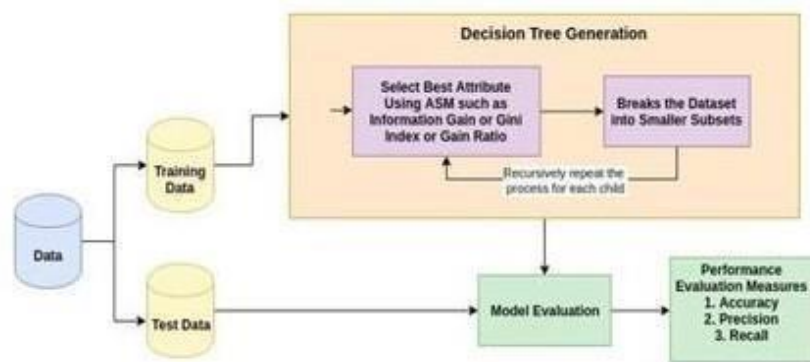 Decision Tree Generation
Select Best Attribute
Using ASM such as
Information Gain or Gini
Index or Gain Ratio
Breaks the Dataset
into Smaller Subsets
Recursively repeat the
process for each child
Training
Data
Data
Test Data
Model Evaluation
Performance
Evaluation Measures
1. Accuracy
2. Precision
3. Recall